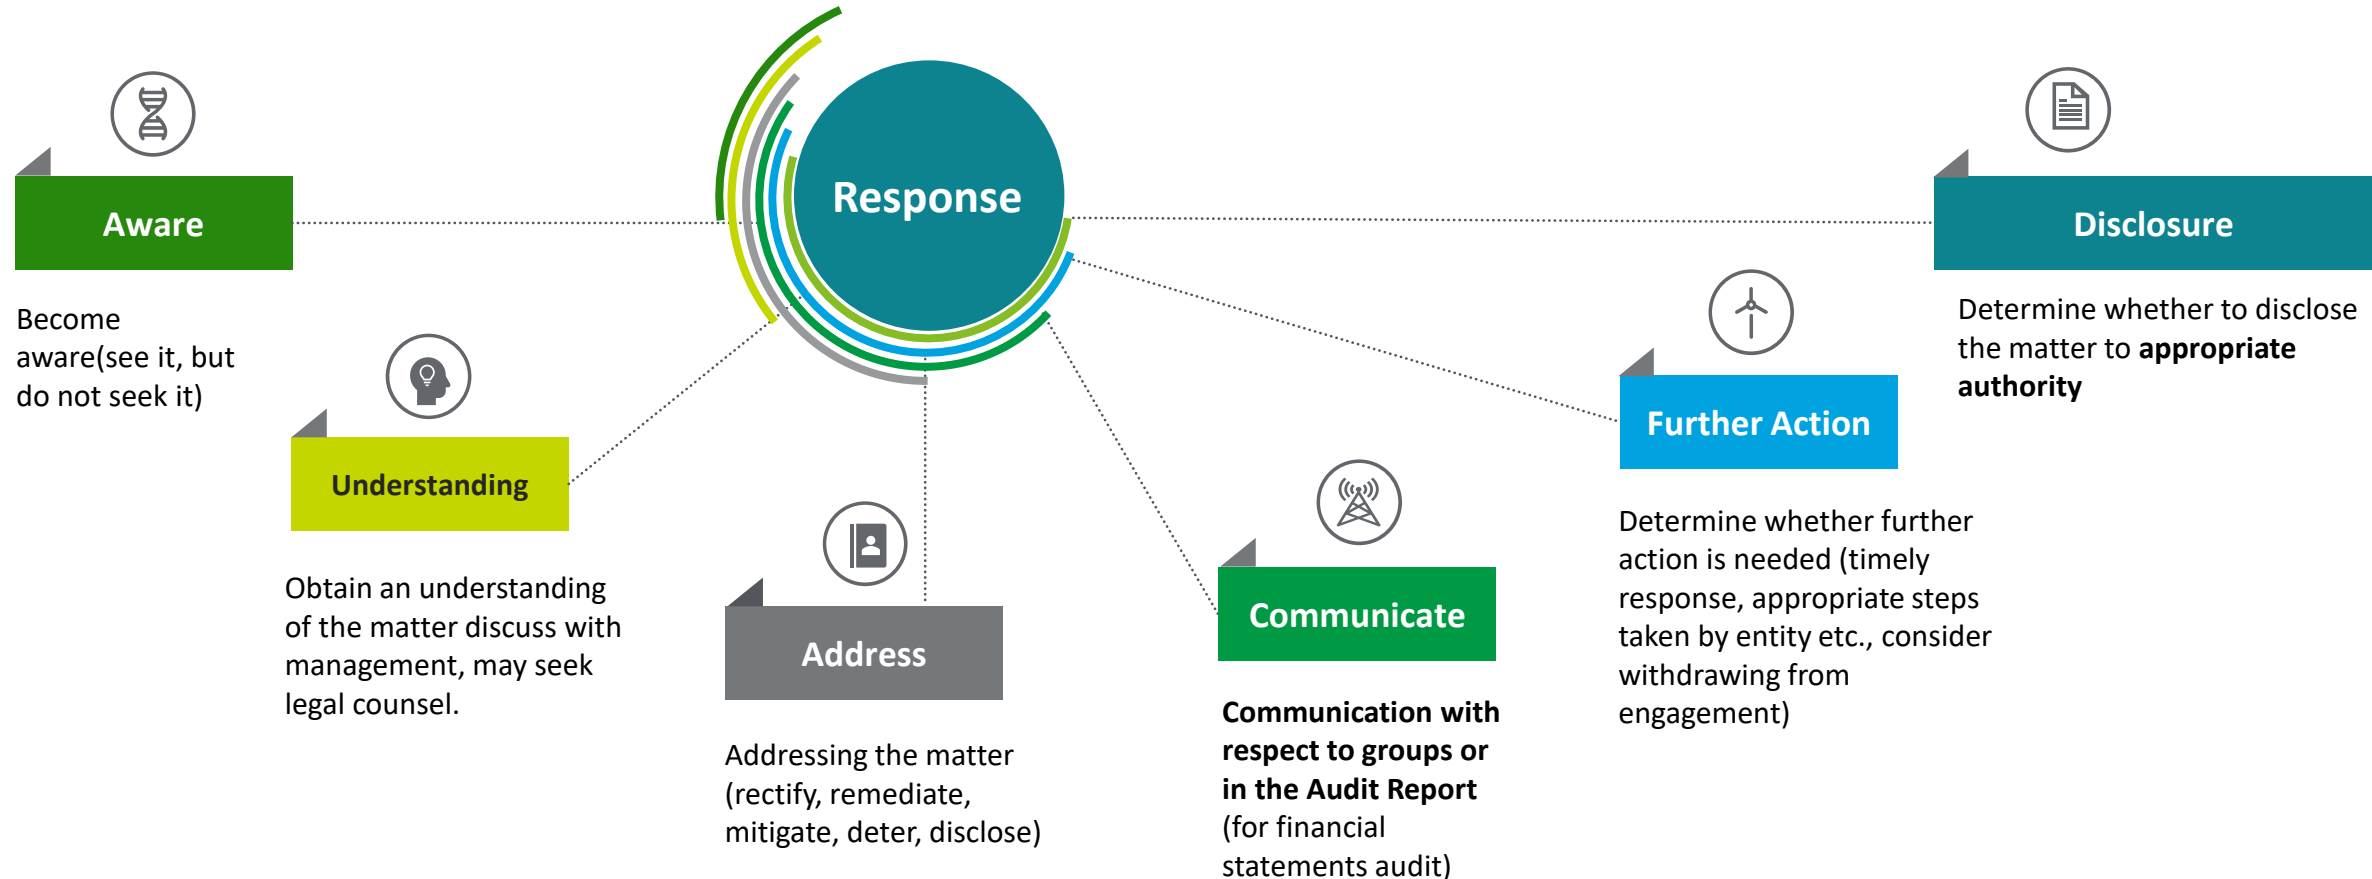 Response
Aware
Become
aware(see it, but
do not seek it)
Understanding
Obtain an understanding
of the matter discuss with
management, may seek
legal counsel.
Address
Addressing the matter
(rectify, remediate,
mitigate, deter, disclose)
Communicate
Communication with
respect to groups or
in the Audit Report
(for financial
statements audit)
Further Action
Determine whether further
action is needed (timely
response, appropriate steps
taken by entity etc., consider
withdrawing from
engagement)
Disclosure
Determine whether to disclose
the matter to appropriate
authority